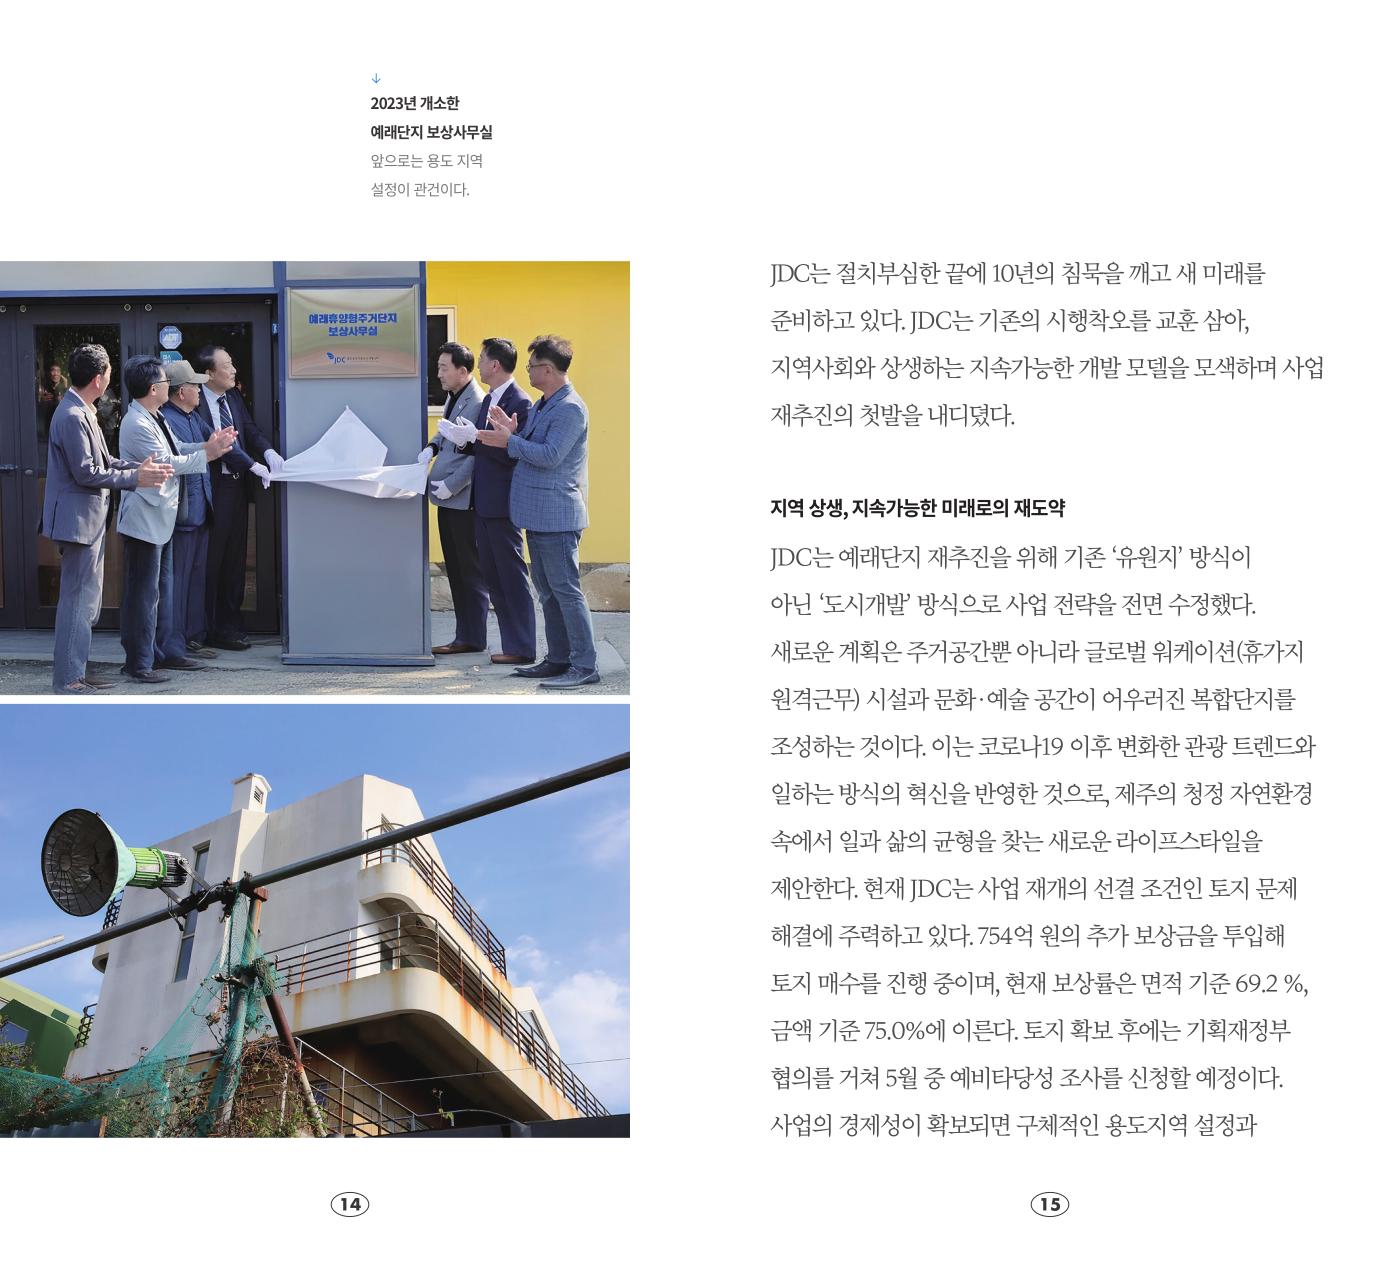 ↓
2023년 개소한
예래단지 보상사무실
앞으로는 용도 지역
설정이 관건이다.
예래휴양형주거단지
보상사무실
JDC
14
JDC는 절치부심한 끝에 10년의 침묵을 깨고 새 미래를
준비하고 있다. JDC는 기존의 시행착오를 교훈 삼아,
지역사회와 상생하는 지속가능한 개발 모델을 모색하며 사업
재추진의 첫발을 내디뎠다.
지역 상생, 지속가능한 미래로의 재도약
JDC는 예래단지 재추진을 위해 기존 ‘유원지’ 방식이
아닌 ‘도시개발’ 방식으로 사업 전략을 전면 수정했다.
새로운 계획은 주거공간뿐 아니라 글로벌 워케이션(휴가지
원격근무) 시설과 문화·예술 공간이 어우러진 복합단지를
조성하는 것이다. 이는 코로나19 이후 변화한 관광 트렌드와
일하는 방식의 혁신을 반영한 것으로, 제주의 청정 자연환경
속에서 일과 삶의 균형을 찾는 새로운 라이프스타일을
제안한다. 현재 JDC는 사업 재개의 선결 조건인 토지 문제
해결에 주력하고 있다. 754억 원의 추가 보상금을 투입해
토지 매수를 진행 중이며, 현재 보상률은 면적 기준 69.2 %,
금액 기준 75.0%에 이른다. 토지 확보 후에는 기획재정부
협의를 거쳐 5월 중 예비타당성 조사를 신청할 예정이다.
사업의 경제성이 확보되면 구체적인 용도지역 설정과
15